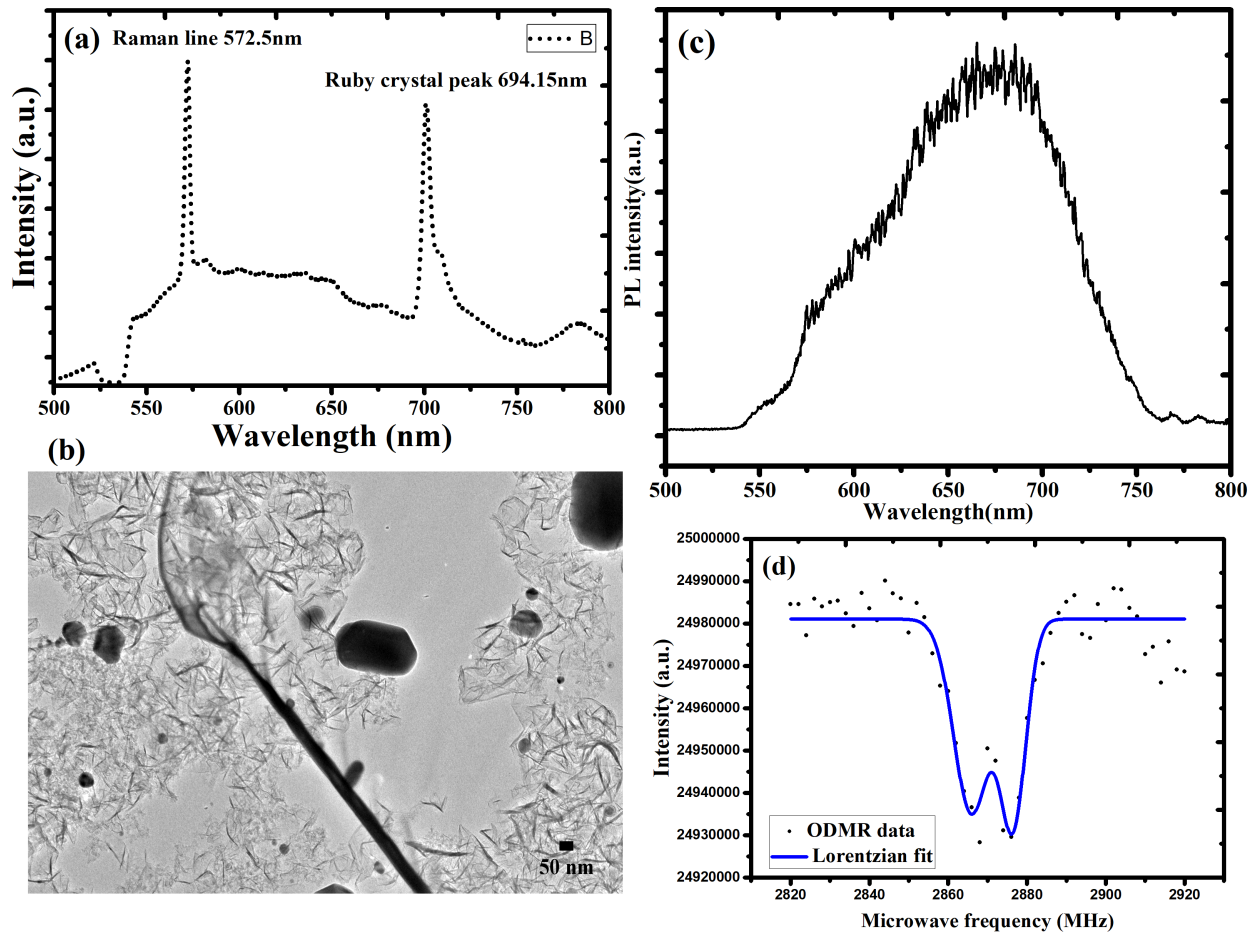 (a) Raman line 572.5nm
B
Ruby crystal peak 694.15nm
Intensity (a.u.)
500 550 600 650 700 750 800
Wavelength (nm)
(b)
50 nm
(c)
PL intensity(a.u.)
500 550 600 650 700 750 800
Wavelength(nm)
(d)
25000000
24990000
24980000
24970000
24960000
24950000
24940000
24930000
24920000
Intensity (a.u.)
ODMR data
Lorentzian fit
2820 2840 2860 2880 2900 2920
Microwave frequency (MHz)